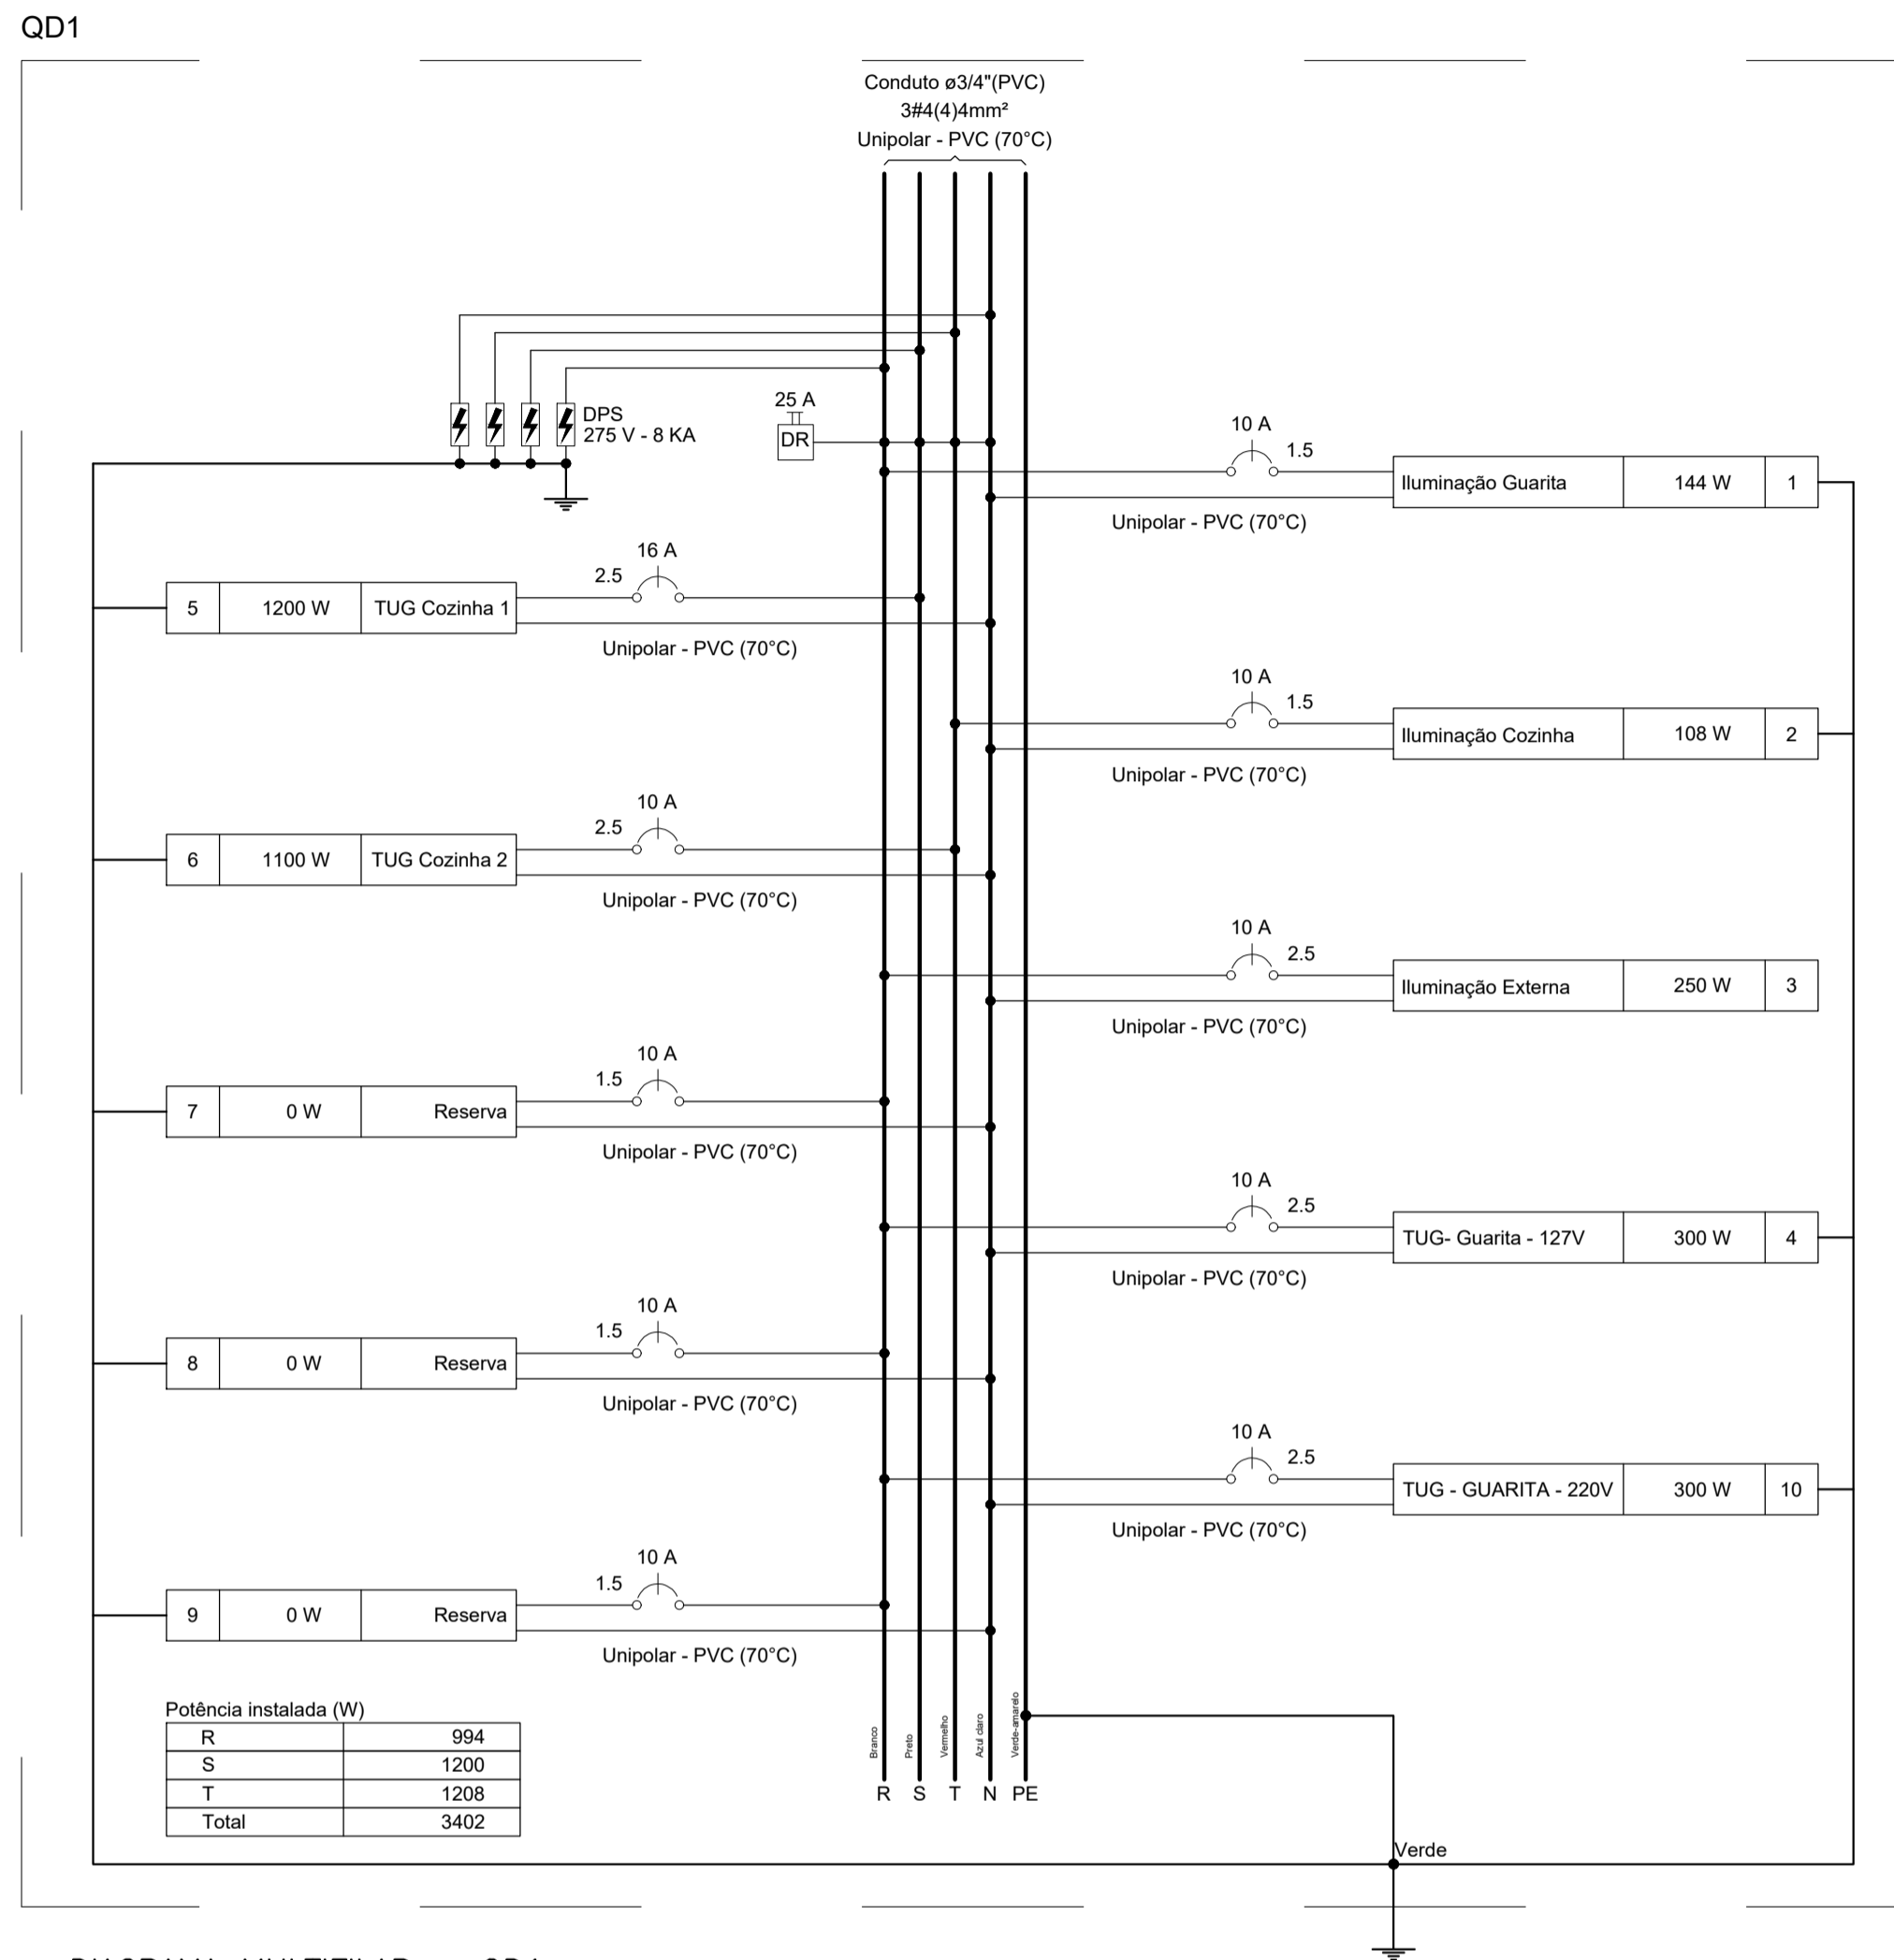 QD1
Conduto ø3/4"(PVC)
3#4(4)4mm²
Unipolar - PVC (70°C)
DPS
275 V - 8 KA
25 A
DR
10 A
1.5
Iluminação Guarita 144 W 1
Unipolar - PVC (70°C)
16 A
2.5
5 1200 W TUG Cozinha 1
Unipolar - PVC (70°C)
10 A
1.5
Iluminação Cozinha 108 W 2
Unipolar - PVC (70°C)
10 A
2.5
6 1100 W TUG Cozinha 2
Unipolar - PVC (70°C)
10 A
2.5
Iluminação Externa 250 W 3
Unipolar - PVC (70°C)
10 A
1.5
7 0 W Reserva
Unipolar - PVC (70°C)
10 A
2.5
TUG- Guarita - 127V 300 W 4
Unipolar - PVC (70°C)
10 A
1.5
8 0 W Reserva
Unipolar - PVC (70°C)
10 A
2.5
TUG - GUARITA - 220V 300 W 10
Unipolar - PVC (70°C)
10 A
1.5
9 0 W Reserva
Unipolar - PVC (70°C)
Potência instalada (W)
R 994
S 1200
T 1208
Total 3402
Branco
Preto
Vermelho
Azul claro
Verde-amarelo
R S T N PE
Verde